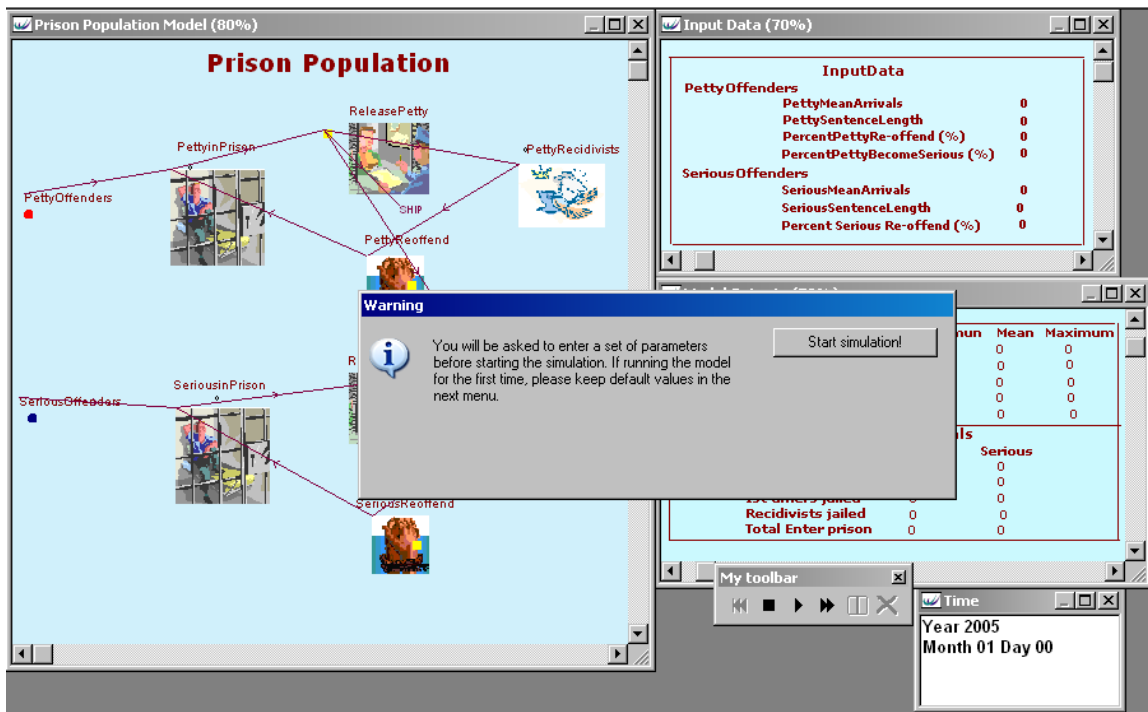 Prison Population Model (80%)
Prison Population
ReleasePetty
PettyinPrison
PettyRecidivists
PettyOffenders
SHIP
PettyReoffend
SeriousinPrison
SeriousOffenders
SeriousReoffend
Input Data (70%)
InputData
PettyOffenders
PettyMeanArrivals 0
PettySentenceLength 0
PercentPettyRe-offend (%) 0
PercentPettyBecomeSerious (%) 0
SeriousOffenders
SeriousMeanArrivals 0
SeriousSentenceLength 0
Percent Serious Re-offend (%) 0
Warning
You will be asked to enter a set of parameters
before starting the simulation. If running the model
for the first time, please keep default values in the
next menu.
Start simulation!
Mean Maximum
0 0
0 0
0 0
0 0
0 0
Serious
0
0
0
Recidivists jailed 0 0
Total Enter prison 0 0
My toolbar
Time
Year 2005
Month 01 Day 00